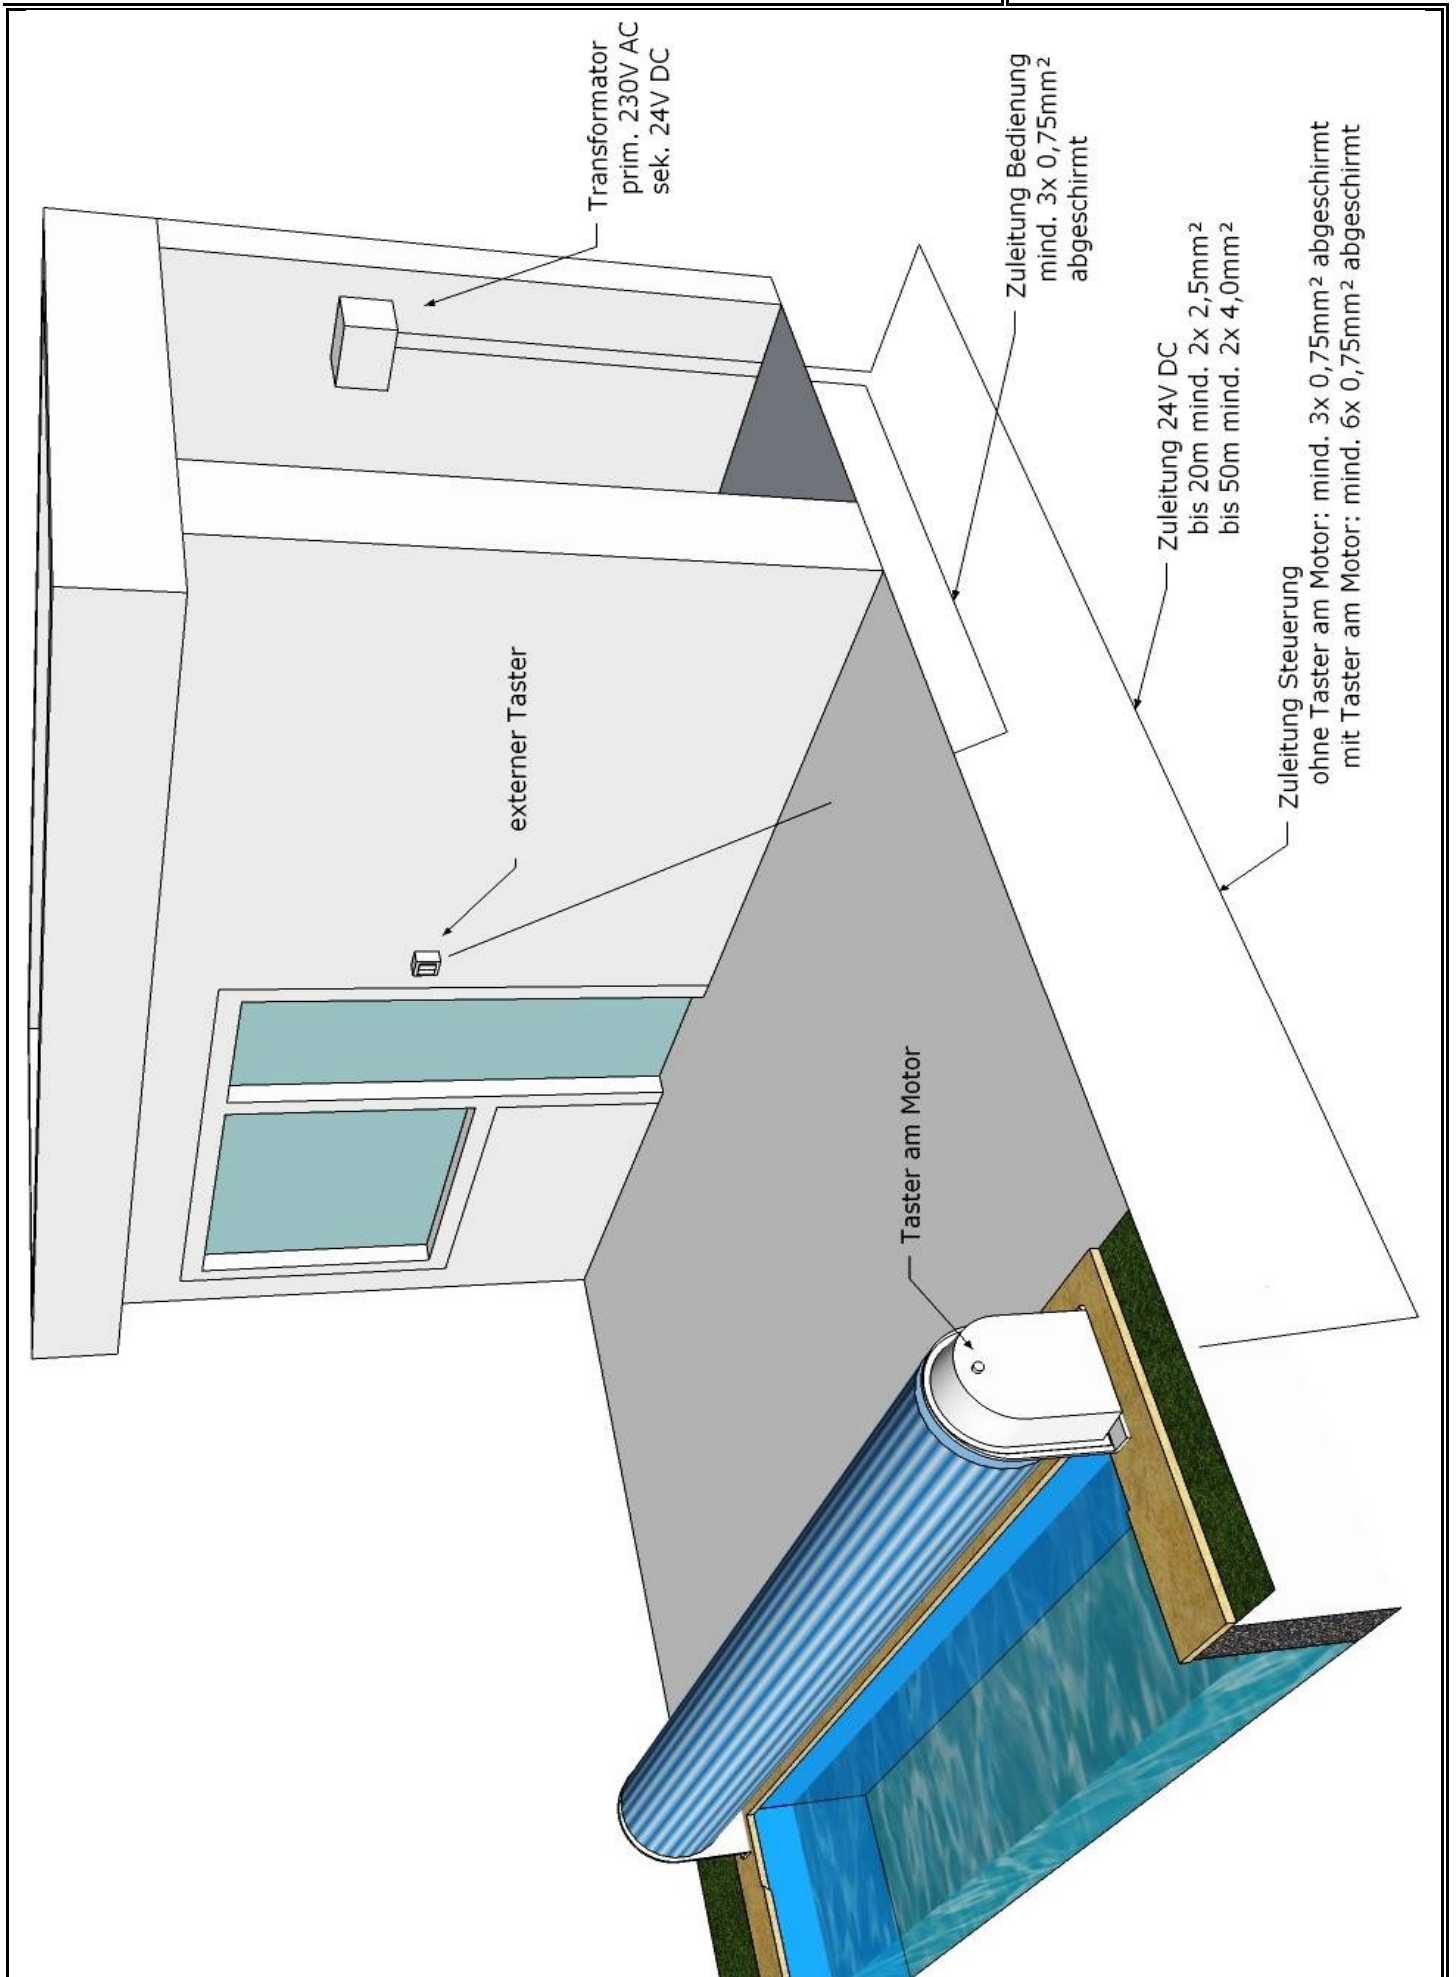 Transformator
prim. 230V AC
sek. 24V DC
Zuleitung Bedienung
mind. 3x 0,75mm²
abgeschirmt
externer Taster
Zuleitung 24V DC
bis 20m mind. 2x 2,5mm²
bis 50m mind. 2x 4,0mm²
Zuleitung Steuerung
ohne Taster am Motor: mind. 3x 0,75mm² abgeschirmt
mit Taster am Motor: mind. 6x 0,75mm² abgeschirmt
Taster am Motor